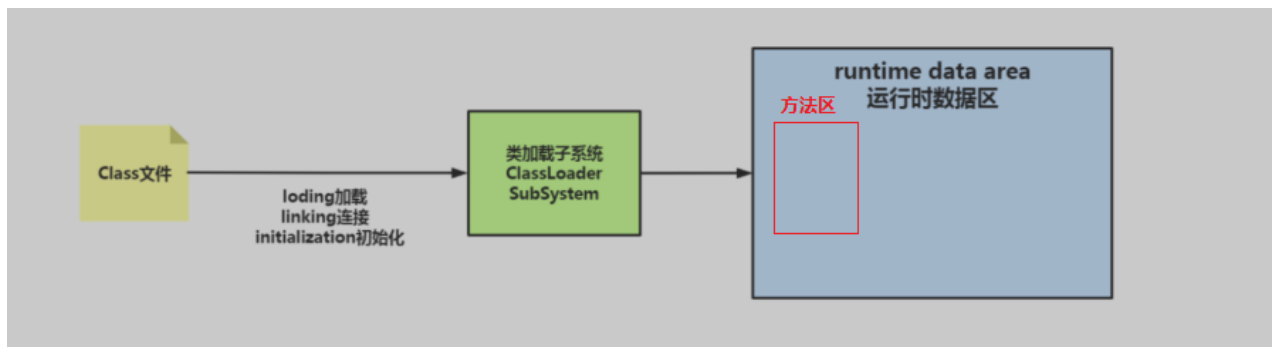 Class文件
loding加载
linking连接
initialization初始化
类加载子系统
ClassLoader
SubSystem
runtime data area
运行时数据区
方法区